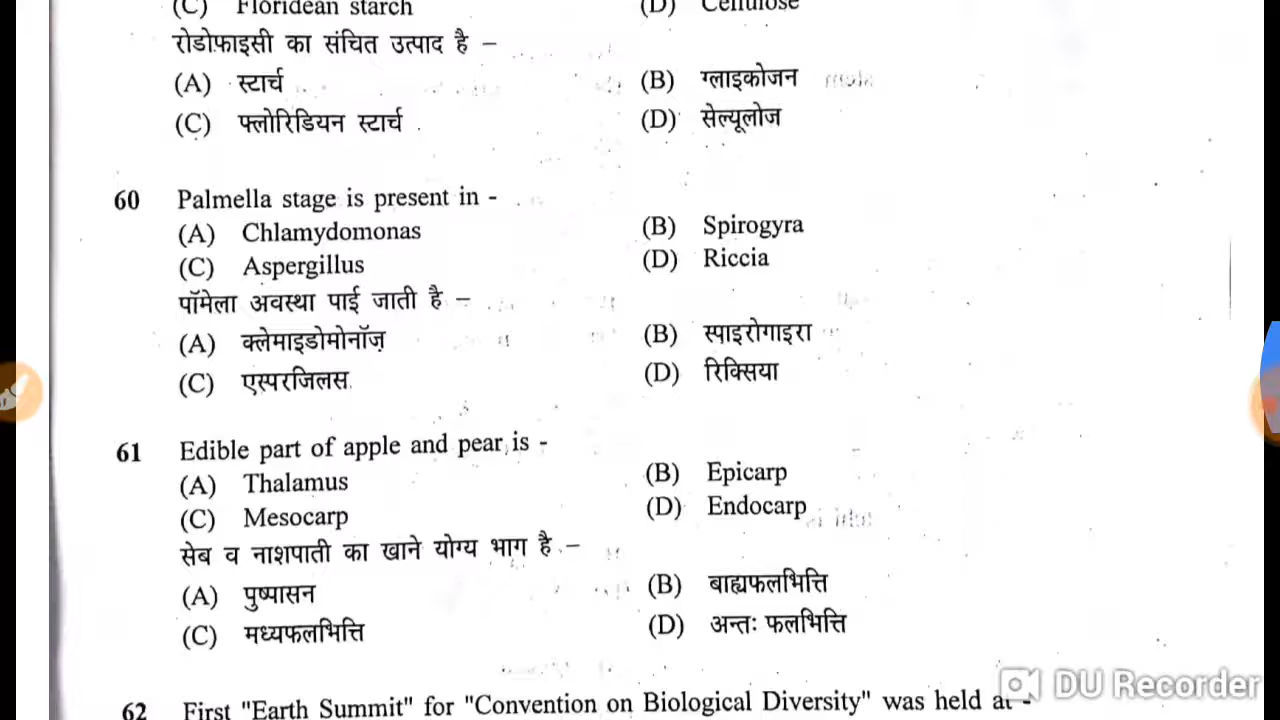 (C) Floridean starch (D) Cellulose
रोडोफाइसी का संचित उत्पाद है –
(A) स्टार्च (B) ग्लाइकोजन
(C) फ्लोरिडियन स्टार्च (D) सेल्यूलोज
60 Palmella stage is present in -
(A) Chlamydomonas (B) Spirogyra
(C) Aspergillus (D) Riccia
पॉमेला अवस्था पाई जाती है –
(A) क्लेमाइडोमोनॉज़ (B) स्पाइरोगाइरा
(C) एस्परजिलस (D) रिक्सिया
61 Edible part of apple and pear is -
(A) Thalamus (B) Epicarp
(C) Mesocarp (D) Endocarp
सेब व नाशपाती का खाने योग्य भाग है –
(A) पुष्पासन (B) बाह्यफलभित्ति
(C) मध्यफलभित्ति (D) अन्तः फलभित्ति
DU Recorder
62 First "Earth Summit" for "Convention on Biological Diversity" was held at -